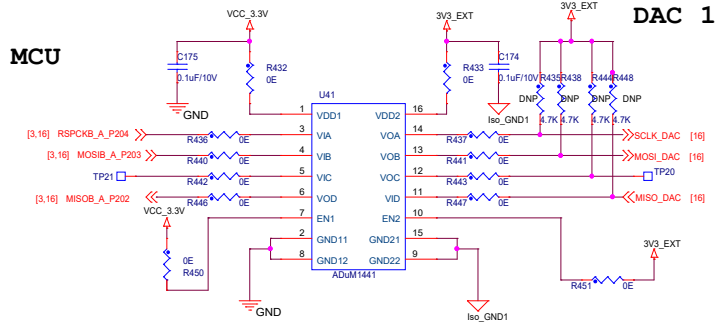 MCU
DAC 1
VCC_3.3V
3V3_EXT
3V3_EXT
C175
0.1uF/10V
R432
0E
GND
R433
0E
C174
0.1uF/10V
Iso_GND1
R435
R438
R444
R448
DNP
DNP
DNP
DNP
4.7K
4.7K
4.7K
4.7K
U41
1 VDD1 VDD2 16
[3,16] RSPCKB_A_P204 R436 0E 3 VIA VOA 14 R437 0E SCLK_DAC [16]
[3,16] MOSIB_A_P203 R440 0E 4 VIB VOB 13 R441 0E MOSI_DAC [16]
TP21 R442 0E 5 VIC VOC 12 R443 0E TP20
[3,16] MISOB_A_P202 R446 0E 6 VOD VID 11 R447 0E MISO_DAC [16]
VCC_3.3V
7 EN1 EN2 10
2 GND11 GND21 15
8 GND12 GND22 9
ADuM1441
0E
R450
GND
Iso_GND1
3V3_EXT
R451 0E